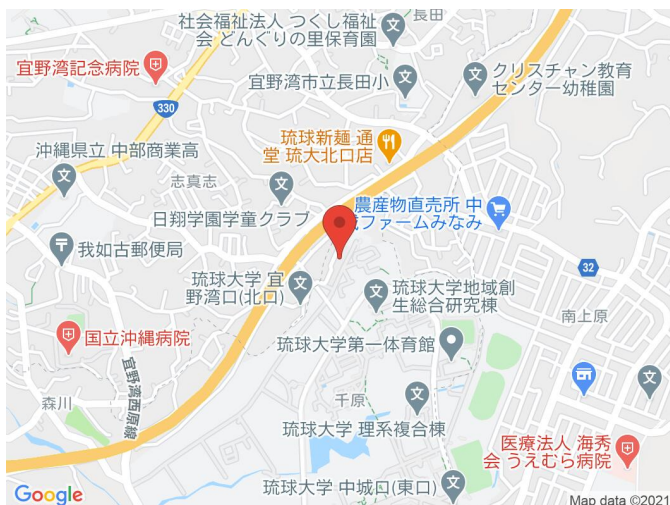 社会福祉法人 つくし福祉
会 どんぐりの里保育園
長田
宜野湾記念病院
宜野湾市立長田小
クリスチャン教育
センター幼稚園
330
琉球新麺 通
堂 琉大北口店
沖縄県立 中部商業高
志真志
農産物直売所 中
城ファームみなみ
日翔学園学童クラブ
我如古郵便局
32
琉球大学 宜
野湾口(北口)
琉球大学地域創
生総合研究棟
南上原
国立沖縄病院
琉球大学第一体育館
宜野湾西原線
森川
千原
琉球大学 理系複合棟
医療法人 海秀
会 うえむら病院
琉球大学 中城口(東口)
Google
Map data ©2021